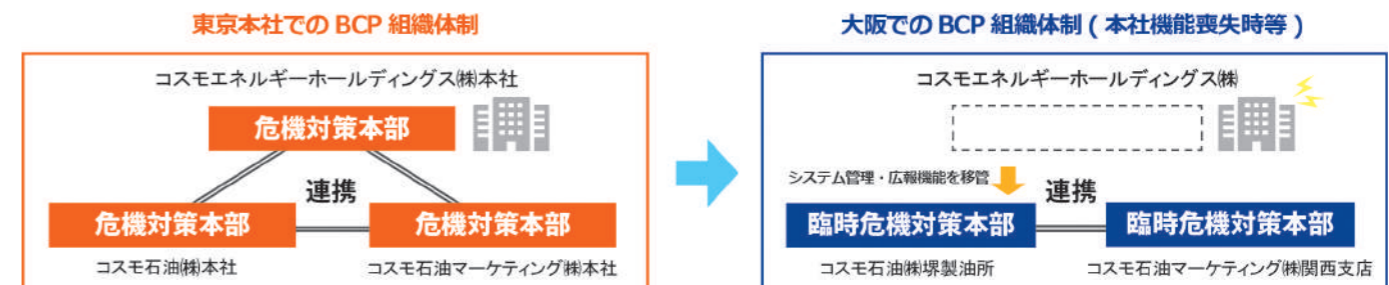 東京本社での BCP 組織体制
コスモエネルギーホールディングス㈱本社
危機対策本部
連携
危機対策本部
危機対策本部
コスモ石油㈱本社
コスモ石油マーケティング㈱本社
大阪での BCP 組織体制 ( 本社機能喪失時等 )
コスモエネルギーホールディングス㈱
システム管理・広報機能を移管
連携
臨時危機対策本部
臨時危機対策本部
コスモ石油㈱堺製油所
コスモ石油マーケティング㈱関西支店